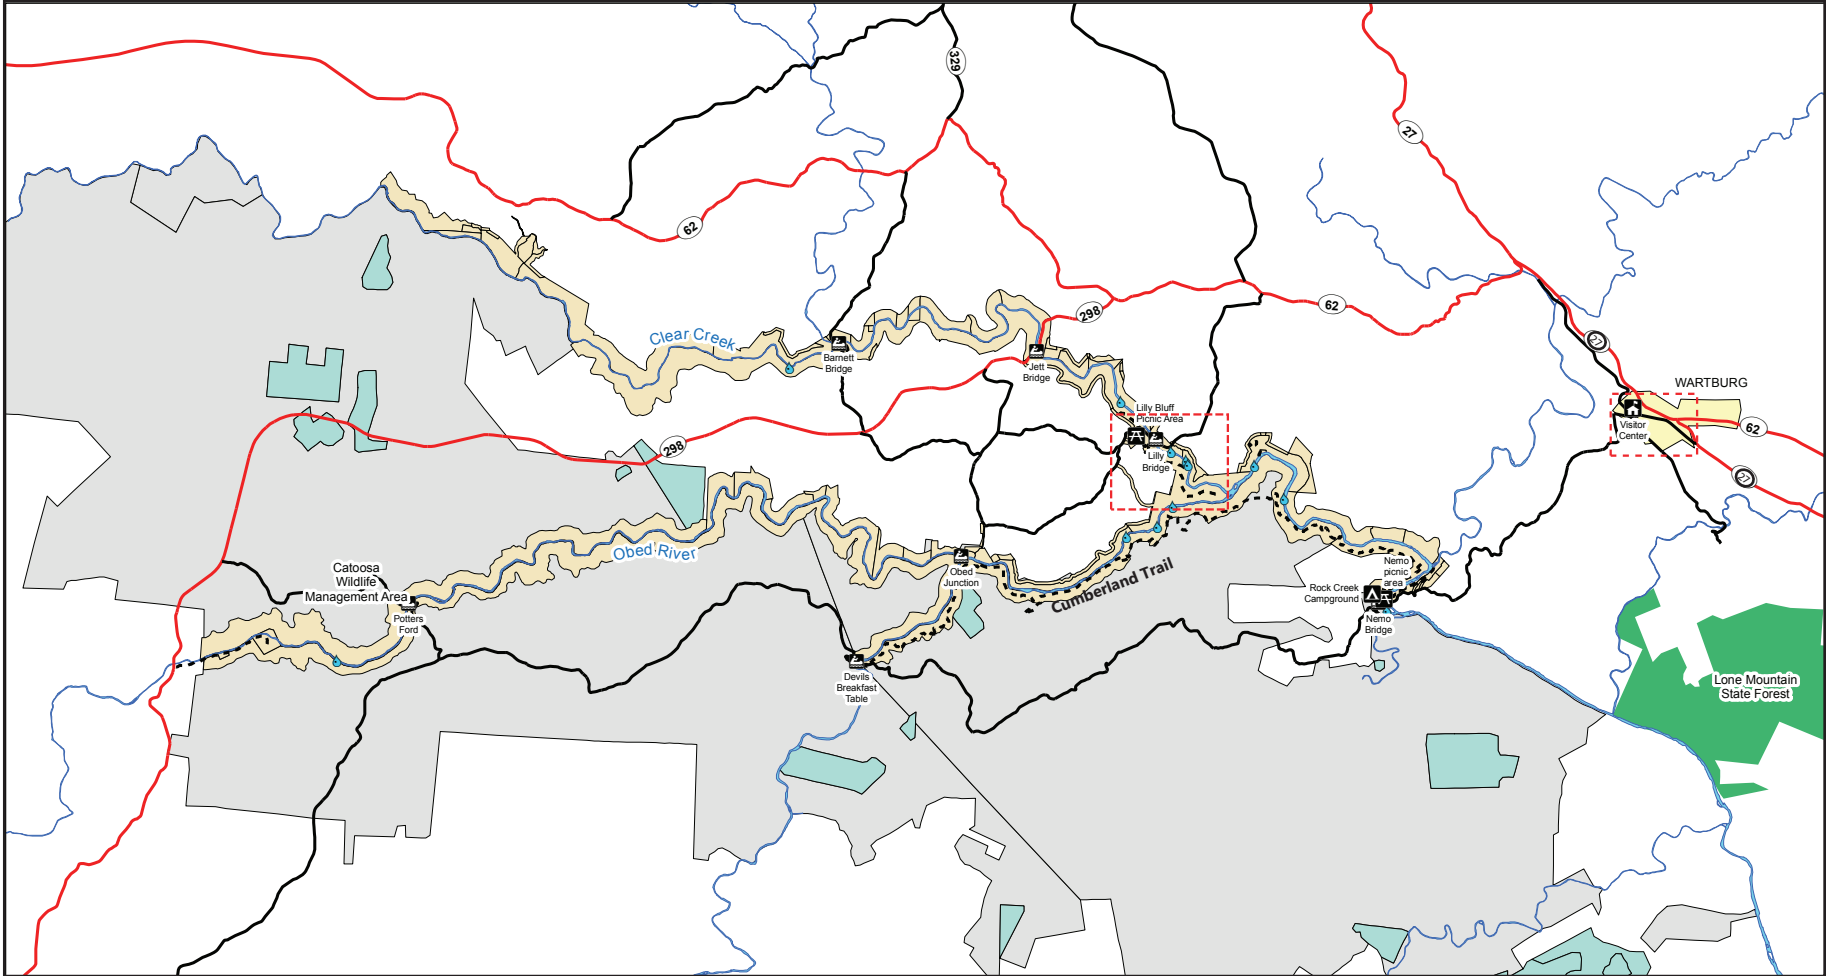 329
27
62
Clear Creek
298
62
Barnett
Bridge
27
Jett
Bridge
WARTBURG
Lilly Bluff
Picnic Area
Visitor
Center
62
298
Lilly
Bridge
27
Obed River
Catoosa
Wildlife
Management Area
Obed
Junction
Nemo
picnic
area
Cumberland Trail
Rock Creek
Campground
Potters
Ford
Nemo
Bridge
Devils
Breakfast
Table
Lone Mountain
State Forest